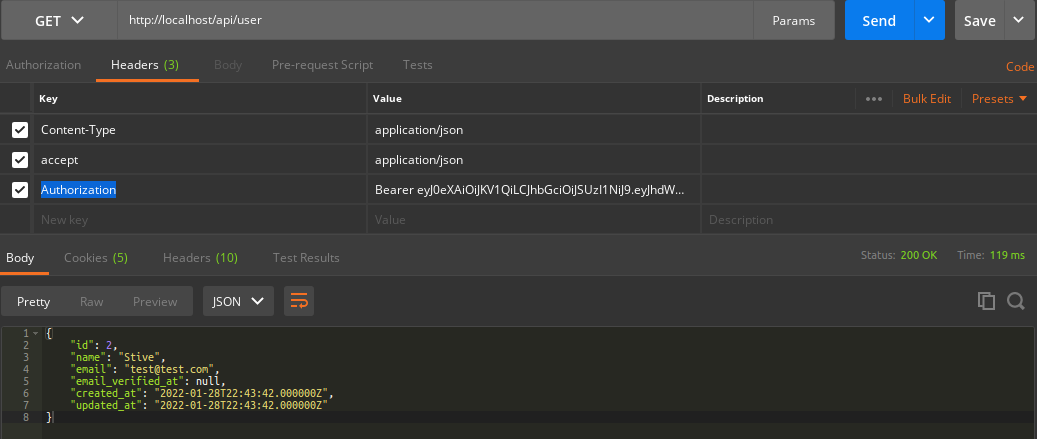 GET http://localhost/api/user Params Send Save
Authorization Headers (3) Body Pre-request Script Tests Code
Key Value Description ••• Bulk Edit Presets
Content-Type application/json
accept application/json
Authorization Bearer eyJ0eXAiOiJKV1QiLCJhbGciOiJSUzI1NiJ9.eyJhdW...
New key Value Description
Body Cookies (5) Headers (10) Test Results Status: 200 OK Time: 119 ms
Pretty Raw Preview JSON
1 {
2 "id": 2,
3 "name": "Stive",
4 "email": "test@test.com",
5 "email_verified_at": null,
6 "created_at": "2022-01-28T22:43:42.000000Z",
7 "updated_at": "2022-01-28T22:43:42.000000Z"
8 }